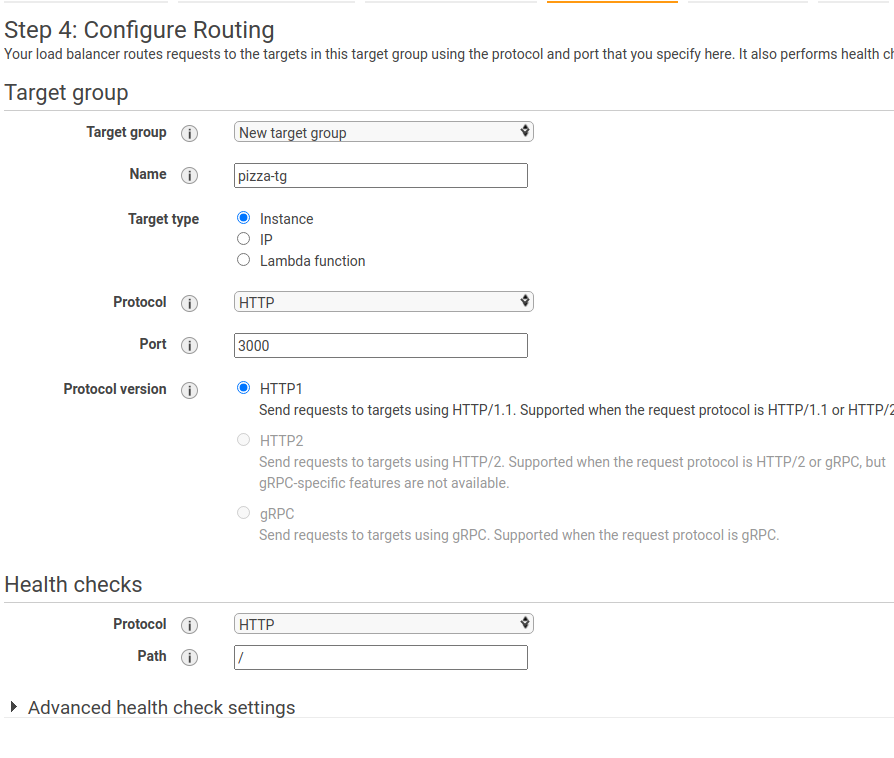 Step 4: Configure Routing
Your load balancer routes requests to the targets in this target group using the protocol and port that you specify here. It also performs health
Target group
Target group i New target group
Name i pizza-tg
Target type Instance
IP
Lambda function
Protocol i HTTP
Port i 3000
Protocol version i HTTP1
Send requests to targets using HTTP/1.1. Supported when the request protocol is HTTP/1.1 or HTTP/2
HTTP2
Send requests to targets using HTTP/2. Supported when the request protocol is HTTP/2 or gRPC, but
gRPC-specific features are not available.
gRPC
Send requests to targets using gRPC. Supported when the request protocol is gRPC.
Health checks
Protocol i HTTP
Path i /
Advanced health check settings